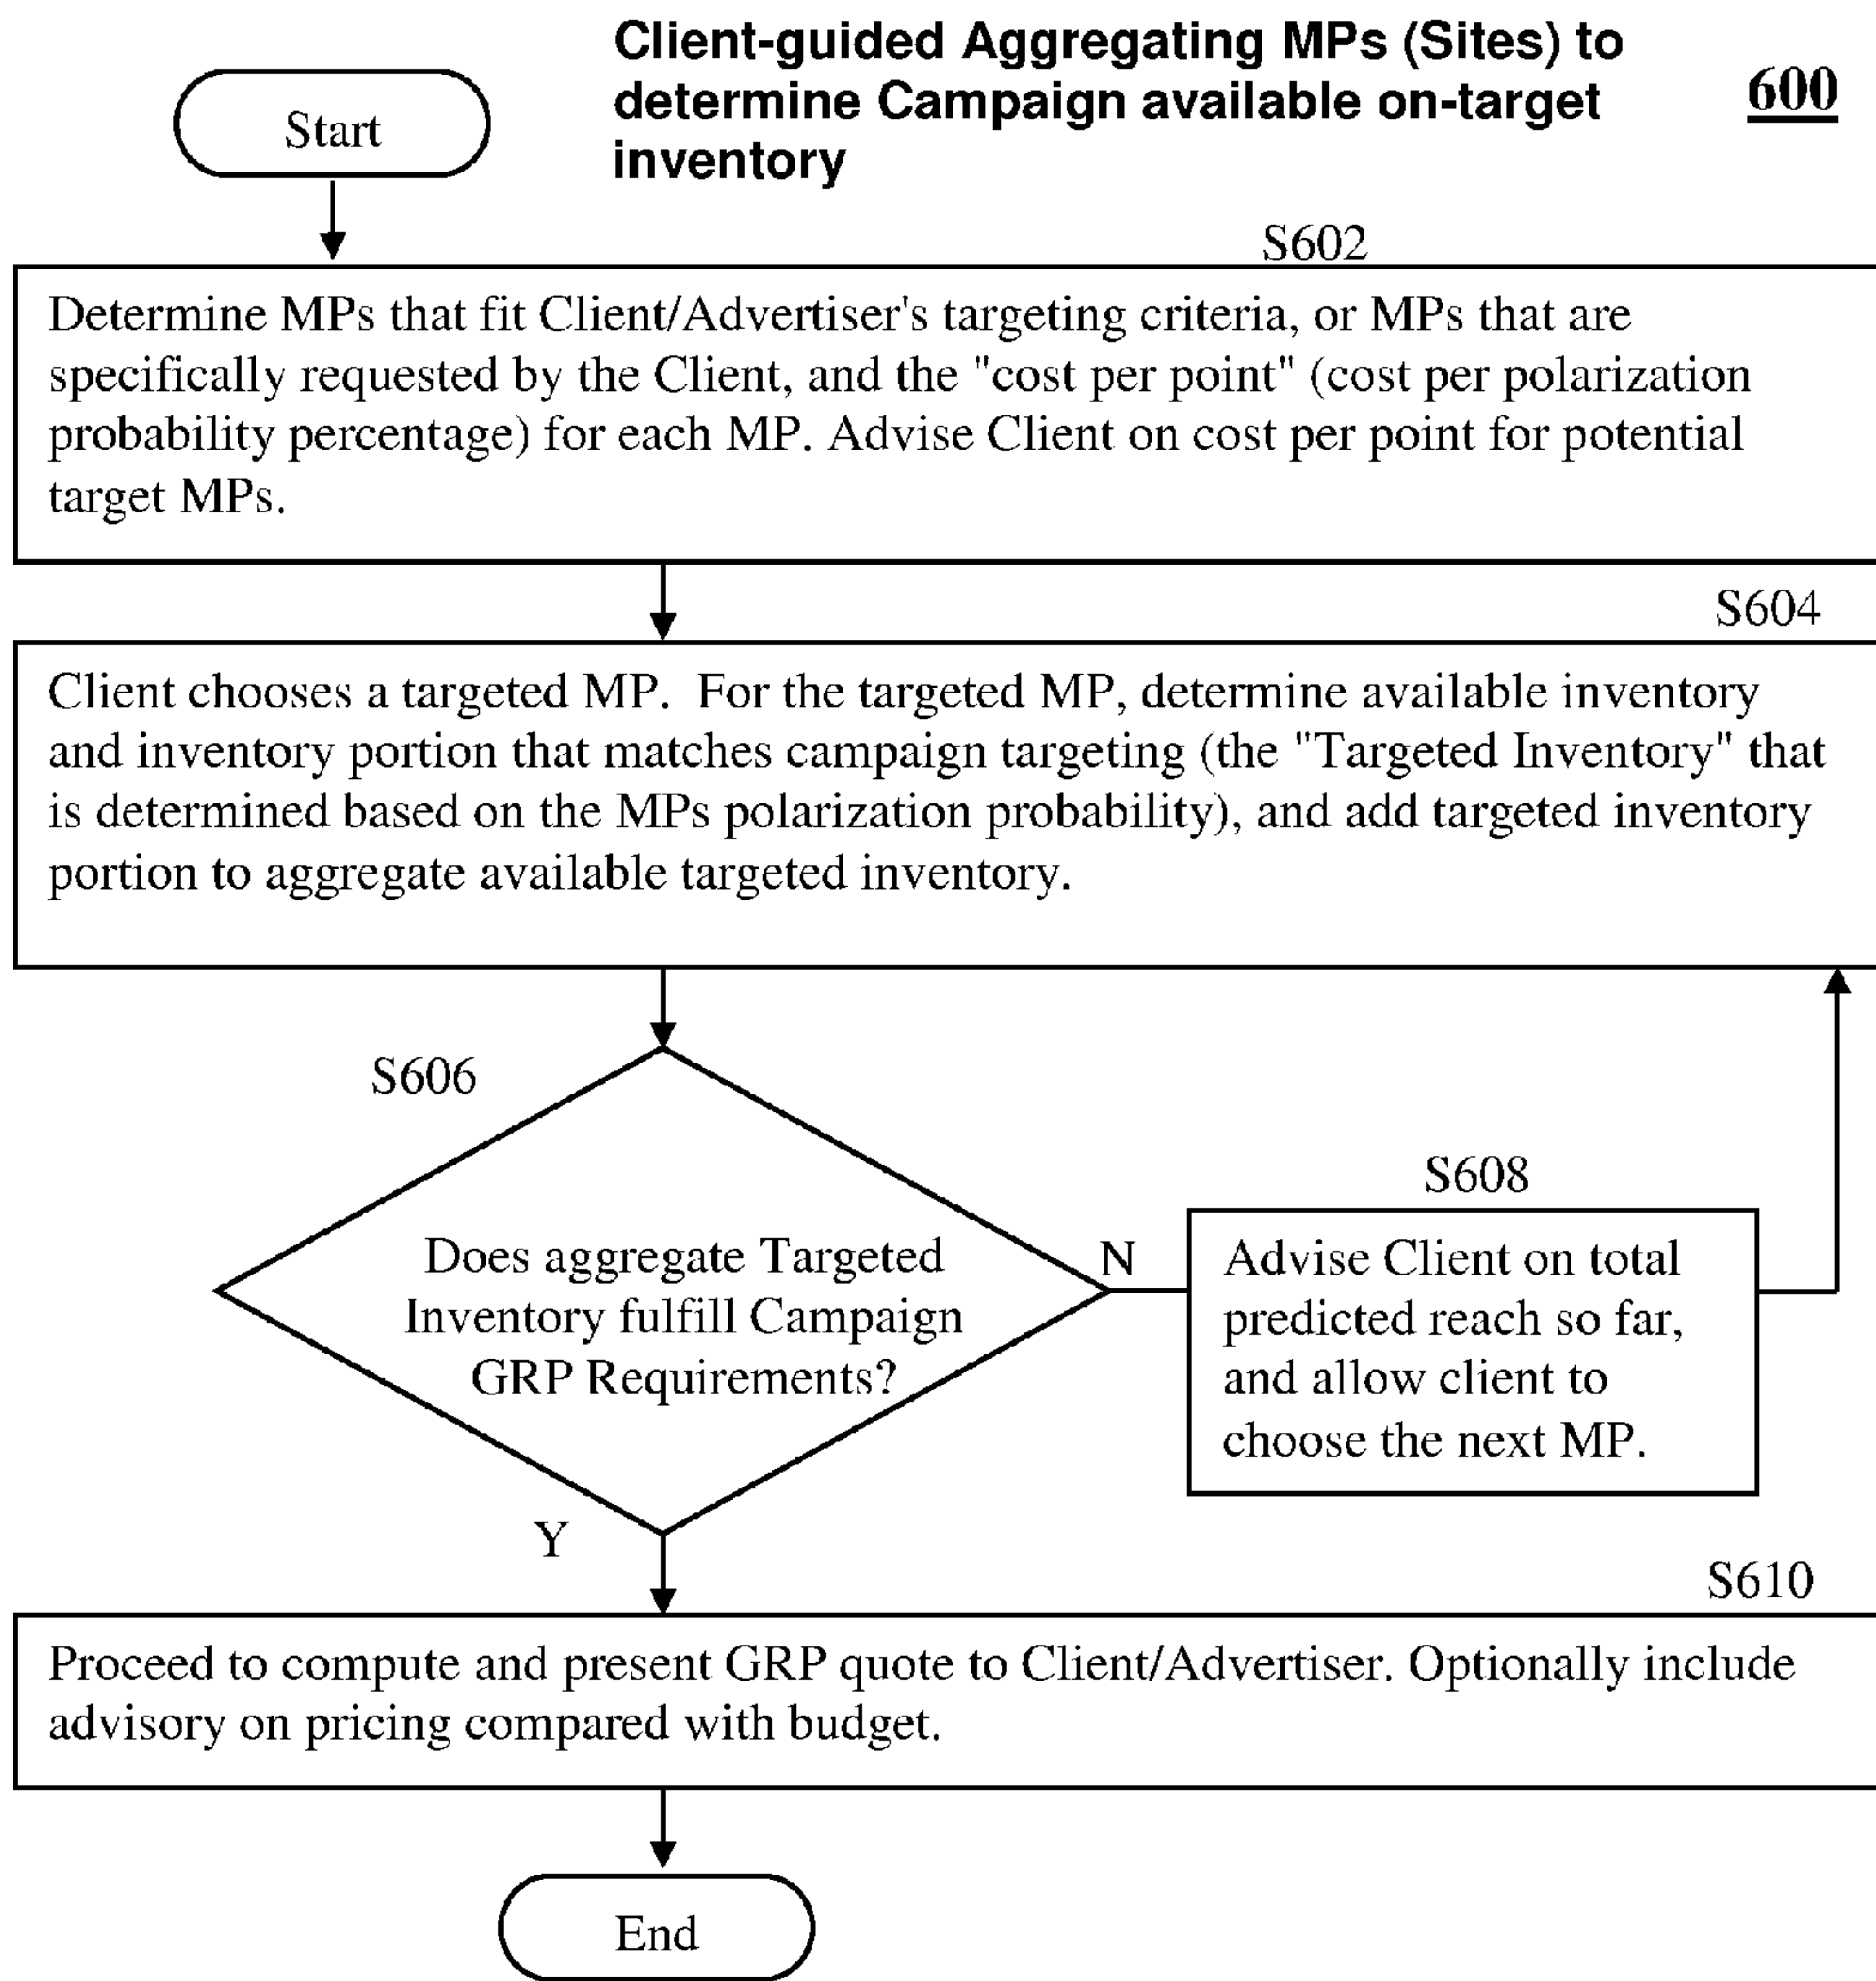 Client-guided Aggregating MPs (Sites) to
determine Campaign available on-target
inventory
600
Start
S602
Determine MPs that fit Client/Advertiser's targeting criteria, or MPs that are
specifically requested by the Client, and the "cost per point" (cost per polarization
probability percentage) for each MP. Advise Client on cost per point for potential
target MPs.
S604
Client chooses a targeted MP.  For the targeted MP, determine available inventory
and inventory portion that matches campaign targeting (the "Targeted Inventory" that
is determined based on the MPs polarization probability), and add targeted inventory
portion to aggregate available targeted inventory.
S606
Does aggregate Targeted
Inventory fulfill Campaign
GRP Requirements?
N
S608
Advise Client on total
predicted reach so far,
and allow client to
choose the next MP.
Y
S610
Proceed to compute and present GRP quote to Client/Advertiser. Optionally include
advisory on pricing compared with budget.
End